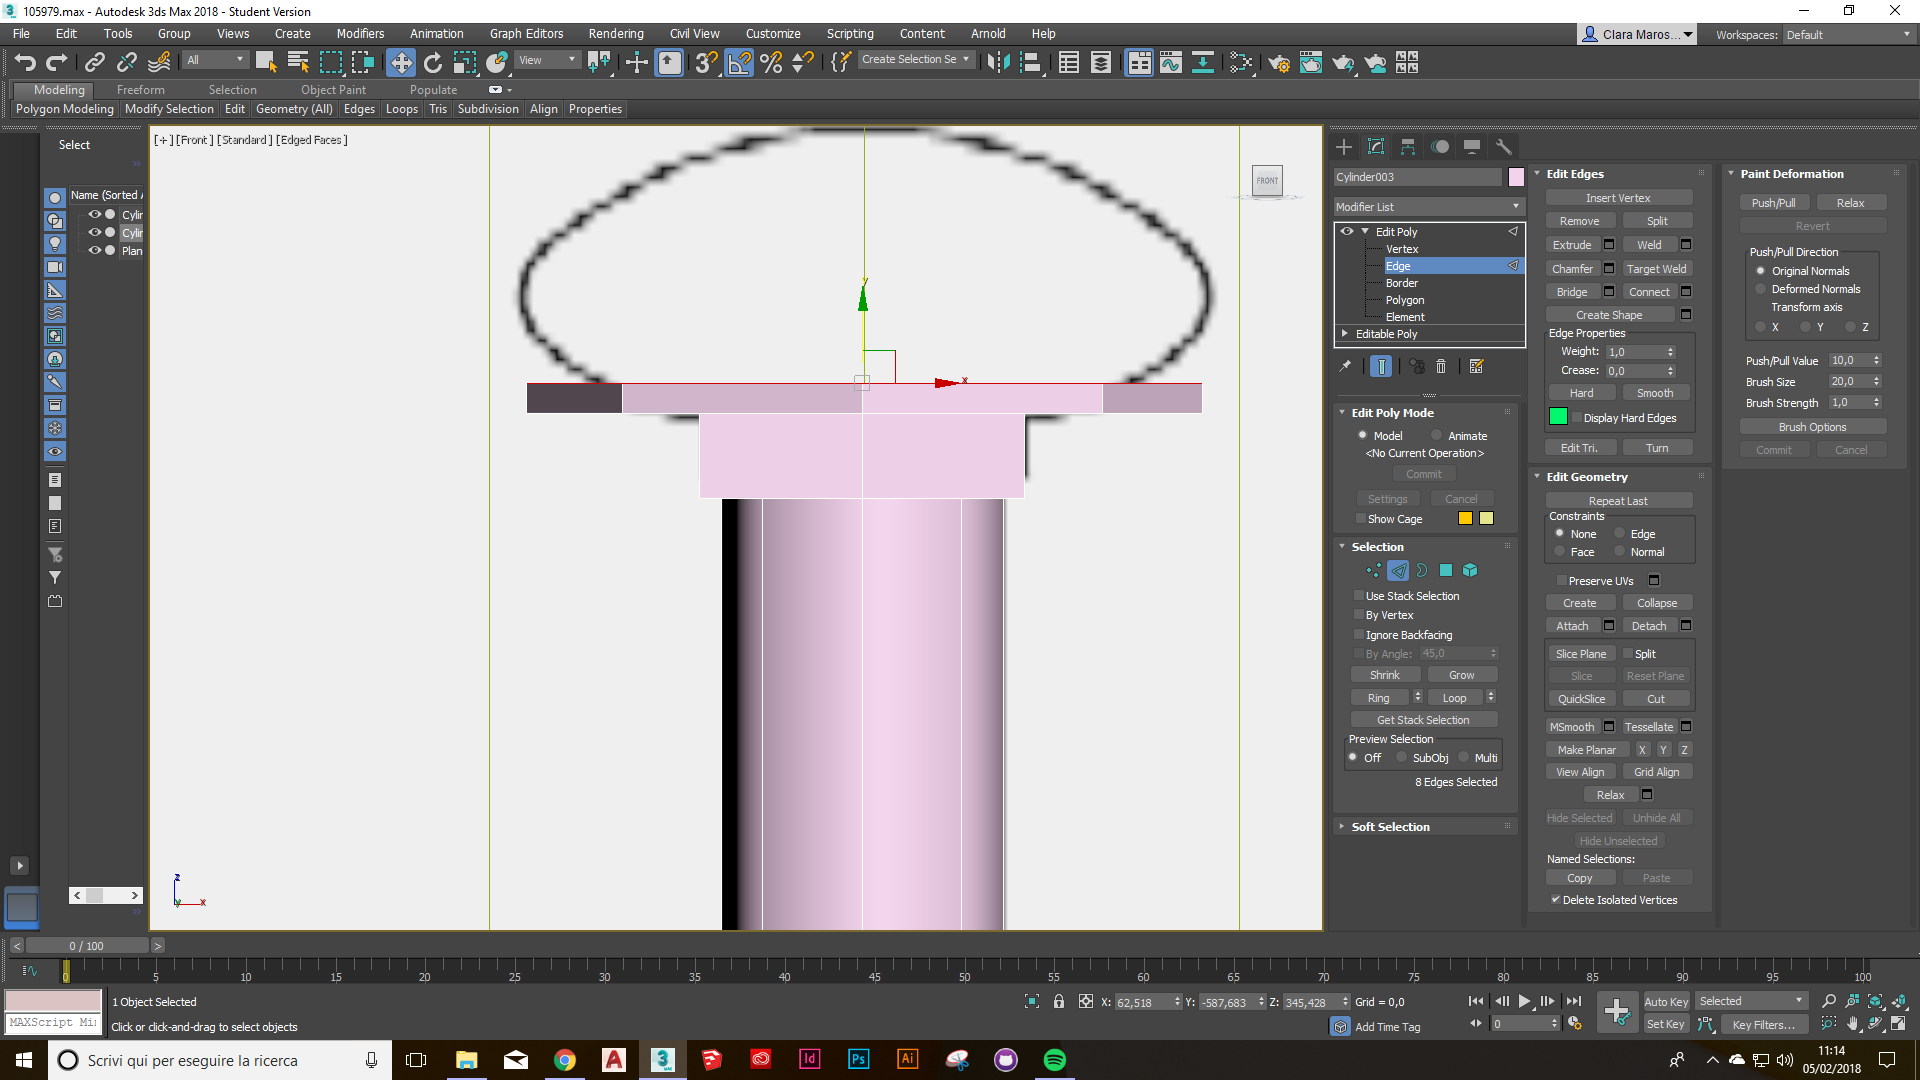 105979.max - Autodesk 3ds Max 2018 - Student Version
File Edit Tools Group Views Create Modifiers Animation Graph Editors Rendering Civil View Customize Scripting Content Arnold Help
Clara Maros... Workspaces: Default
All View Create Selection Se
Modeling Freeform Selection Object Paint Populate
Polygon Modeling Modify Selection Edit Geometry (All) Edges Loops Tris Subdivision Align Properties
Select
Name (Sorted A
Cylin
Cylin
Plan
[+] [Front ] [Standard ] [Edged Faces ]
FRONT
y
x
z
y
x
Cylinder003
Modifier List
Edit Poly
Vertex
Edge
Border
Polygon
Element
Editable Poly
Edit Poly Mode
Model Animate
<No Current Operation>
Commit
Settings Cancel
Show Cage
Selection
Use Stack Selection
By Vertex
Ignore Backfacing
By Angle: 45,0
Shrink Grow
Ring Loop
Get Stack Selection
Preview Selection
Off SubObj Multi
8 Edges Selected
Soft Selection
Edit Edges
Insert Vertex
Remove Split
Extrude Weld
Chamfer Target Weld
Bridge Connect
Create Shape
Edge Properties
Weight: 1,0
Crease: 0,0
Hard Smooth
Display Hard Edges
Edit Tri. Turn
Edit Geometry
Repeat Last
Constraints
None Edge
Face Normal
Preserve UVs
Create Collapse
Attach Detach
Slice Plane Split
Slice Reset Plane
QuickSlice Cut
MSmooth Tessellate
Make Planar X Y Z
View Align Grid Align
Relax
Hide Selected Unhide All
Hide Unselected
Named Selections:
Copy Paste
Delete Isolated Vertices
Paint Deformation
Push/Pull Relax
Revert
Push/Pull Direction
Original Normals
Deformed Normals
Transform axis
X Y Z
Push/Pull Value 10,0
Brush Size 20,0
Brush Strength 1,0
Brush Options
Commit Cancel
< 0 / 100 >
0 5 10 15 20 25 30 35 40 45 50 55 60 65 70 75 80 85 90 95 100
1 Object Selected
MAXScript Mi
Click or click-and-drag to select objects
X: 62,518 Y: -587,683 Z: 345,428 Grid = 0,0
Add Time Tag
0
Auto Key Selected
Set Key Key Filters...
Scrivi qui per eseguire la ricerca
11:14
05/02/2018